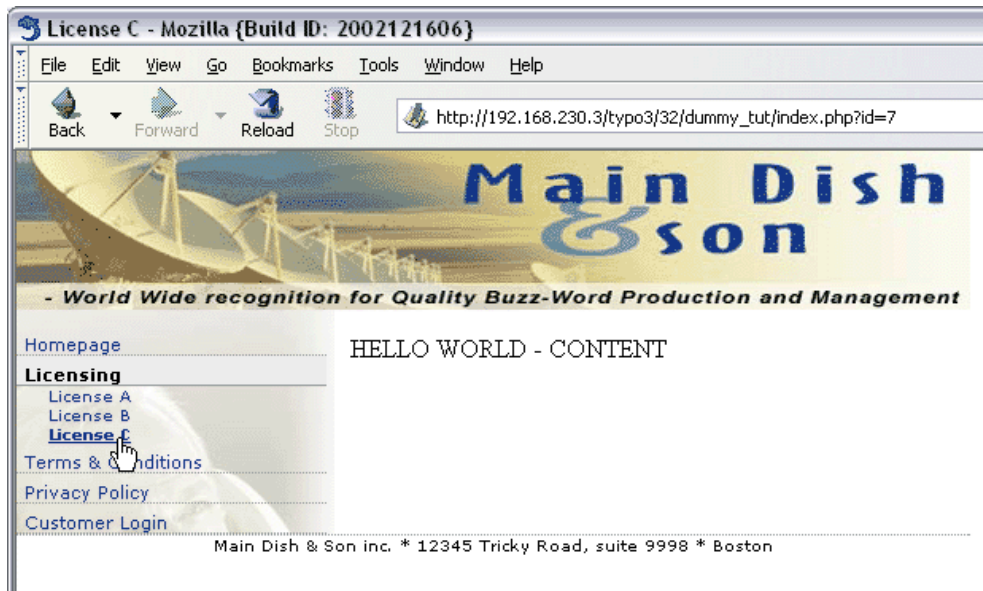 License C - Mozilla {Build ID: 2002121606}
File Edit View Go Bookmarks Tools Window Help
Back Forward Reload Stop http://192.168.230.3/typo3/32/dummy_tut/index.php?id=7
Main Dish
& son
- World Wide recognition for Quality Buzz-Word Production and Management
Homepage
HELLO WORLD - CONTENT
Licensing
License A
License B
License C
Terms & Conditions
Privacy Policy
Customer Login
Main Dish & Son inc. * 12345 Tricky Road, suite 9998 * Boston